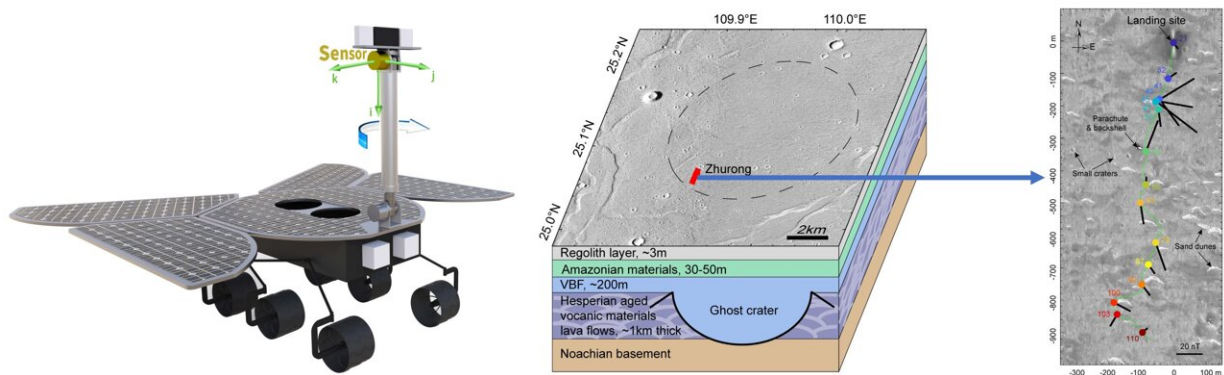 Sensor
k
j
i
109.9°E
110.0°E
25.2°N
25.1°N
25.0°N
Zhurong
2km
Regolith layer, ~3m
Amazonian materials, 30-50m
VBF, ~200m
Hesperian aged
vocanic materials
lava flows, ~1km thick
Ghost crater
Noachian basement
Landing site
N
E
0 m
-100
-200
-300
-400
-500
-600
-700
-800
-900
Parachute
& backshell
Small craters
Sand dunes
100
103
110
20 nT
-300
-200
-100
0
100 m